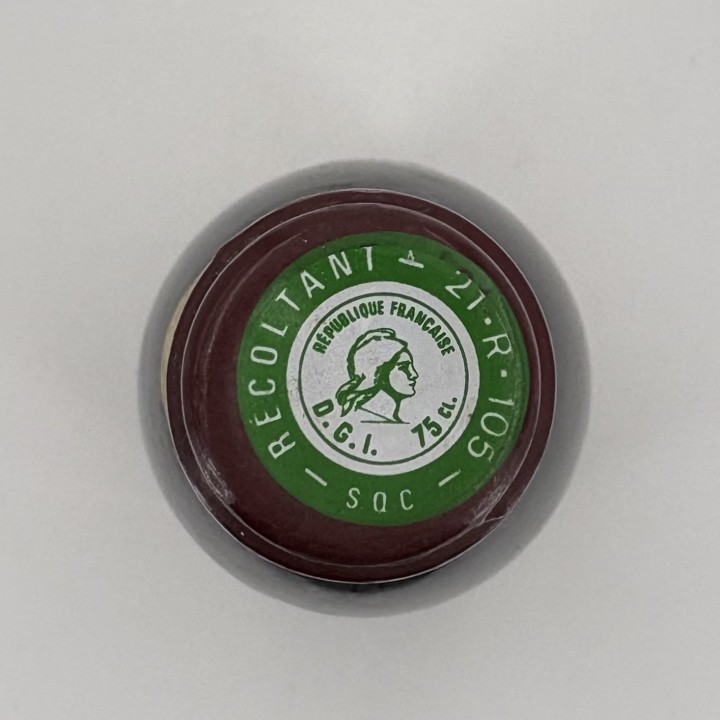 RÉCOLTANT - 21·R·105
RÉPUBLIQUE FRANÇAISE
D.G.I. 75 cl.
— SQC —